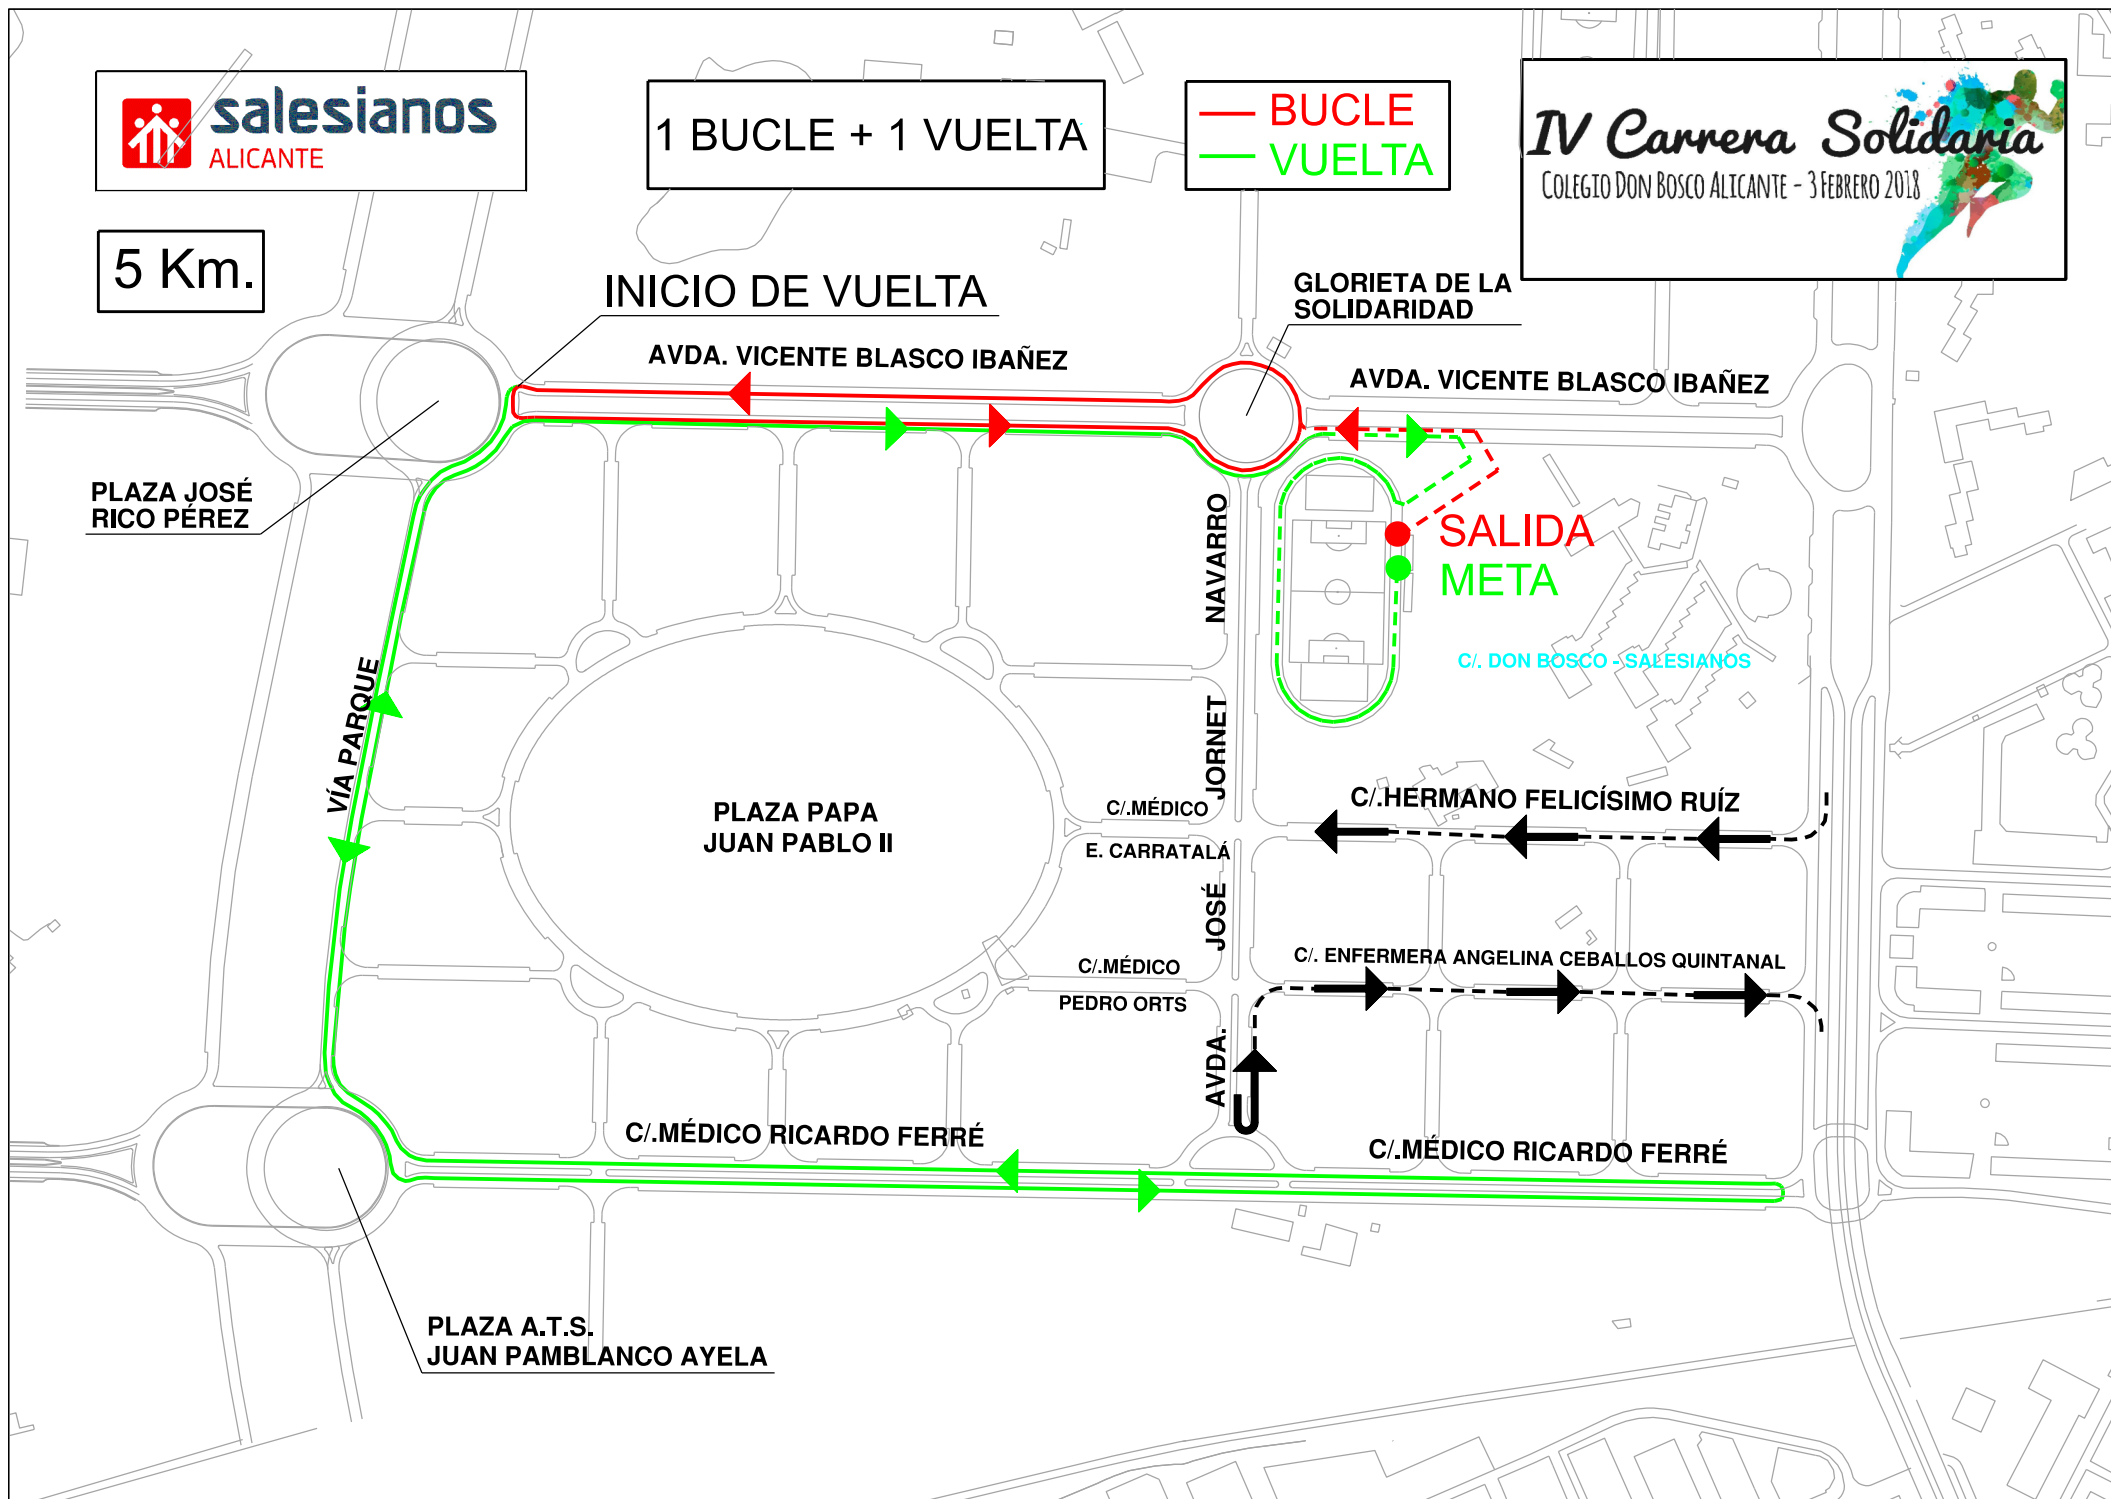 salesianos
ALICANTE
1 BUCLE + 1 VUELTA
BUCLE
VUELTA
IV Carrera Solidaria
COLEGIO DON BOSCO ALICANTE - 3 FEBRERO 2018
5 Km.
INICIO DE VUELTA
GLORIETA DE LA
SOLIDARIDAD
AVDA. VICENTE BLASCO IBAÑEZ
AVDA. VICENTE BLASCO IBAÑEZ
PLAZA JOSÉ
RICO PÉREZ
SALIDA
META
C/. DON BOSCO - SALESIANOS
VÍA PARQUE
AVDA. JOSÉ JORNET NAVARRO
PLAZA PAPA
JUAN PABLO II
C/.MÉDICO
E. CARRATALÁ
C/.HERMANO FELICÍSIMO RUÍZ
C/.MÉDICO
PEDRO ORTS
C/. ENFERMERA ANGELINA CEBALLOS QUINTANAL
C/.MÉDICO RICARDO FERRÉ
C/.MÉDICO RICARDO FERRÉ
PLAZA A.T.S.
JUAN PAMBLANCO AYELA